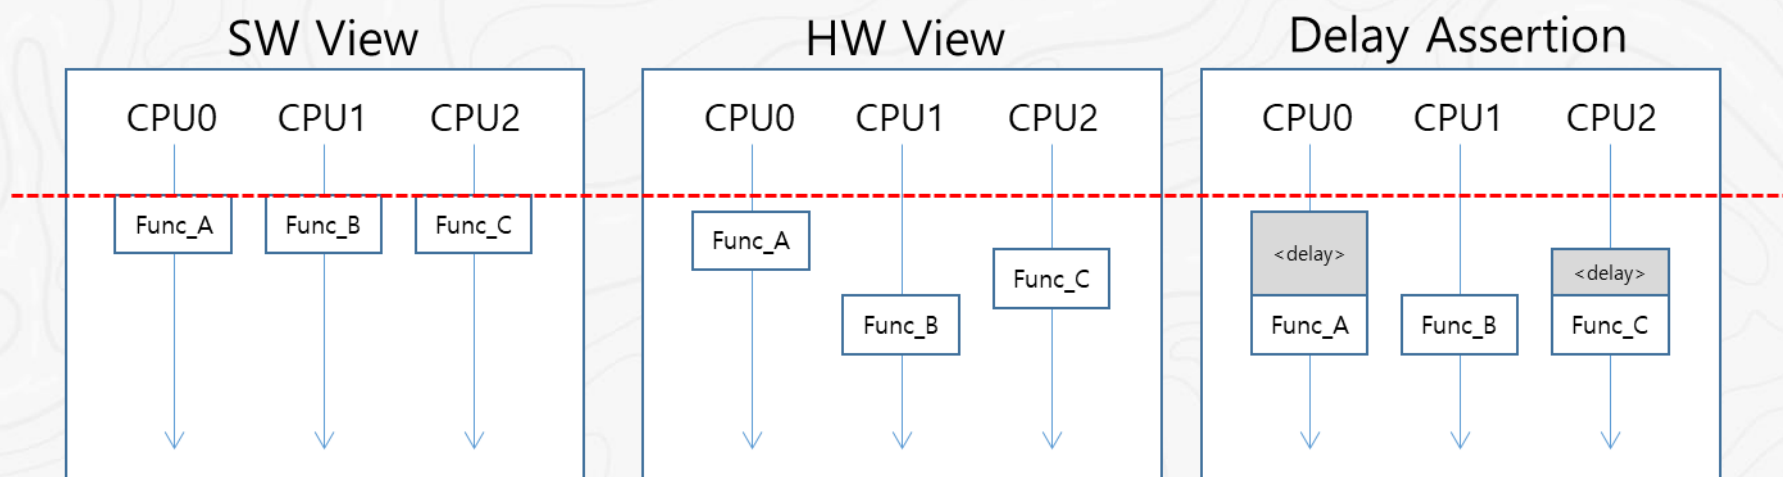 SW View
CPU0 CPU1 CPU2
Func_A Func_B Func_C
HW View
CPU0 CPU1 CPU2
Func_A
Func_C
Func_B
Delay Assertion
CPU0 CPU1 CPU2
<delay>
<delay>
Func_A Func_B Func_C